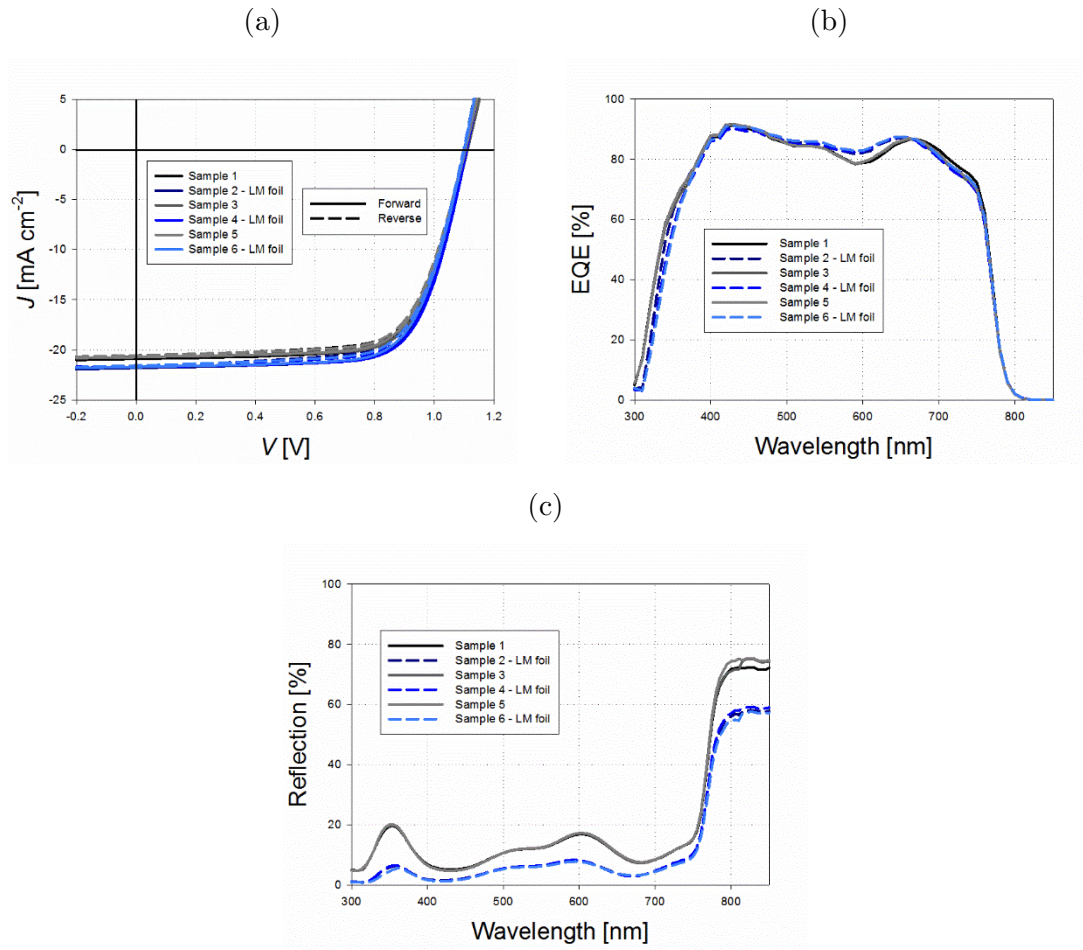 (a)
5
0
-5
-10
-15
-20
-25
-0.2
0.0
0.2
0.4
0.6
0.8
1.0
1.2
J [mA cm⁻²]
V [V]
Sample 1
Sample 2 - LM foil
Sample 3
Sample 4 - LM foil
Sample 5
Sample 6 - LM foil
Forward
Reverse
(b)
100
80
60
40
20
0
300
400
500
600
700
800
EQE [%]
Wavelength [nm]
Sample 1
Sample 2 - LM foil
Sample 3
Sample 4 - LM foil
Sample 5
Sample 6 - LM foil
(c)
100
80
60
40
20
0
300
400
500
600
700
800
Reflection [%]
Wavelength [nm]
Sample 1
Sample 2 - LM foil
Sample 3
Sample 4 - LM foil
Sample 5
Sample 6 - LM foil